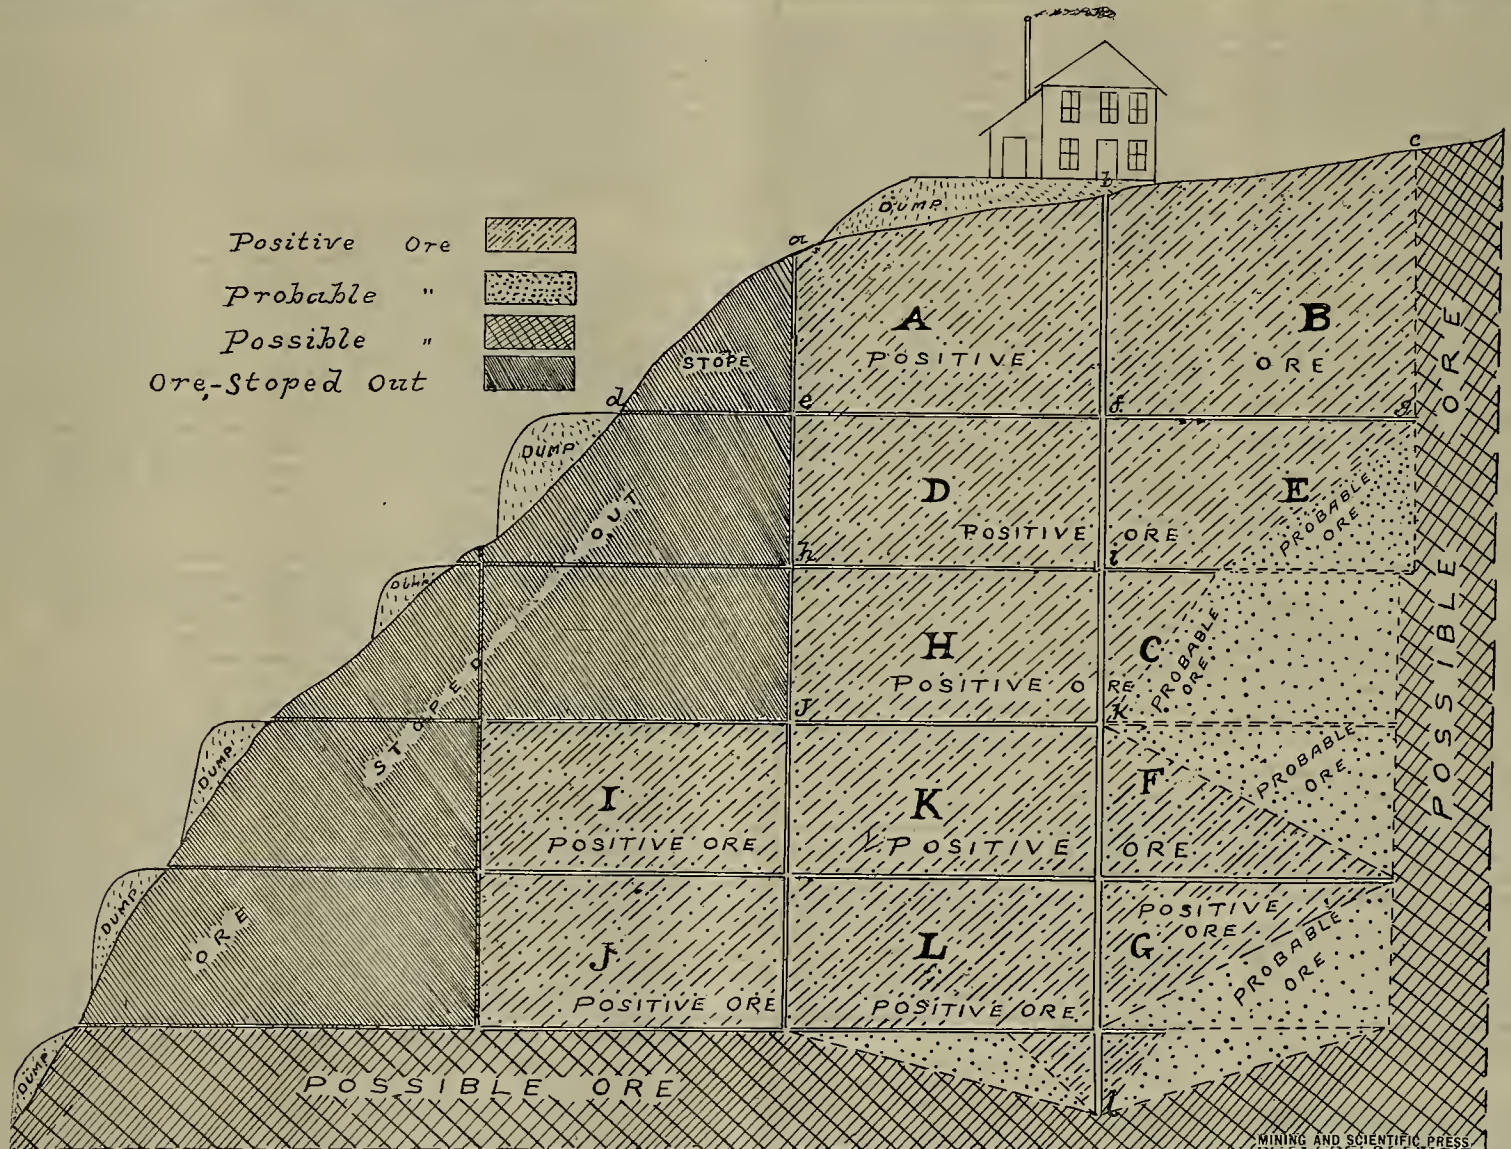 c
b
DUMP
a
Positive Ore
Probable "
Possible "
Ore-Stoped Out
A
POSITIVE
B
ORE
STOPE
d
e
f
g
DUMP
D
POSITIVE
E
ORE
PROBABLE
ORE
h
i
DUMP
STOPED OUT
ORE
H
POSITIVE ORE
C
PROBABLE
ORE
J
K
DUMP
I
POSITIVE ORE
K
POSITIVE
F
ORE
PROBABLE
ORE
DUMP
J
POSITIVE ORE
L
POSITIVE ORE
G
POSITIVE
ORE
PROBABLE
ORE
DUMP
POSSIBLE ORE
l
POSSIBLE ORE
MINING AND SCIENTIFIC PRESS